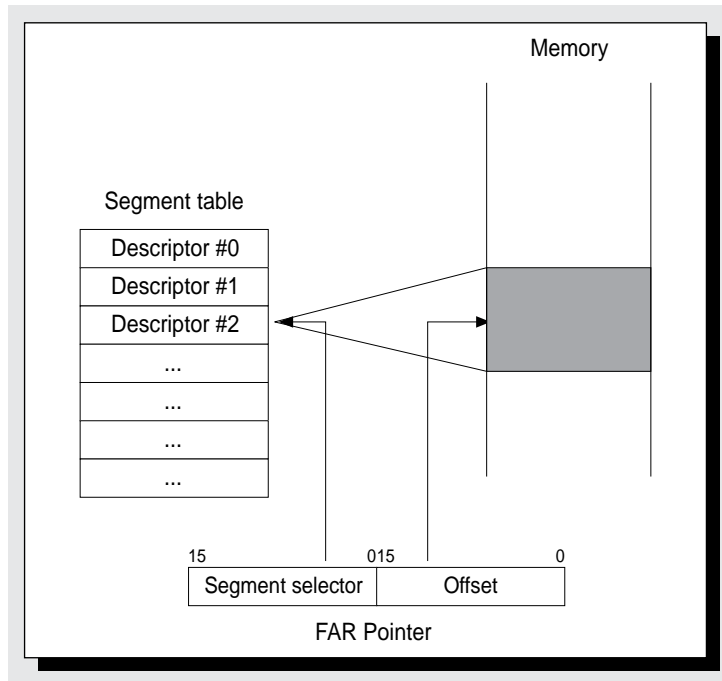 Memory
Segment table
Descriptor #0
Descriptor #1
Descriptor #2
...
...
...
...
15 015 0
Segment selector Offset
FAR Pointer